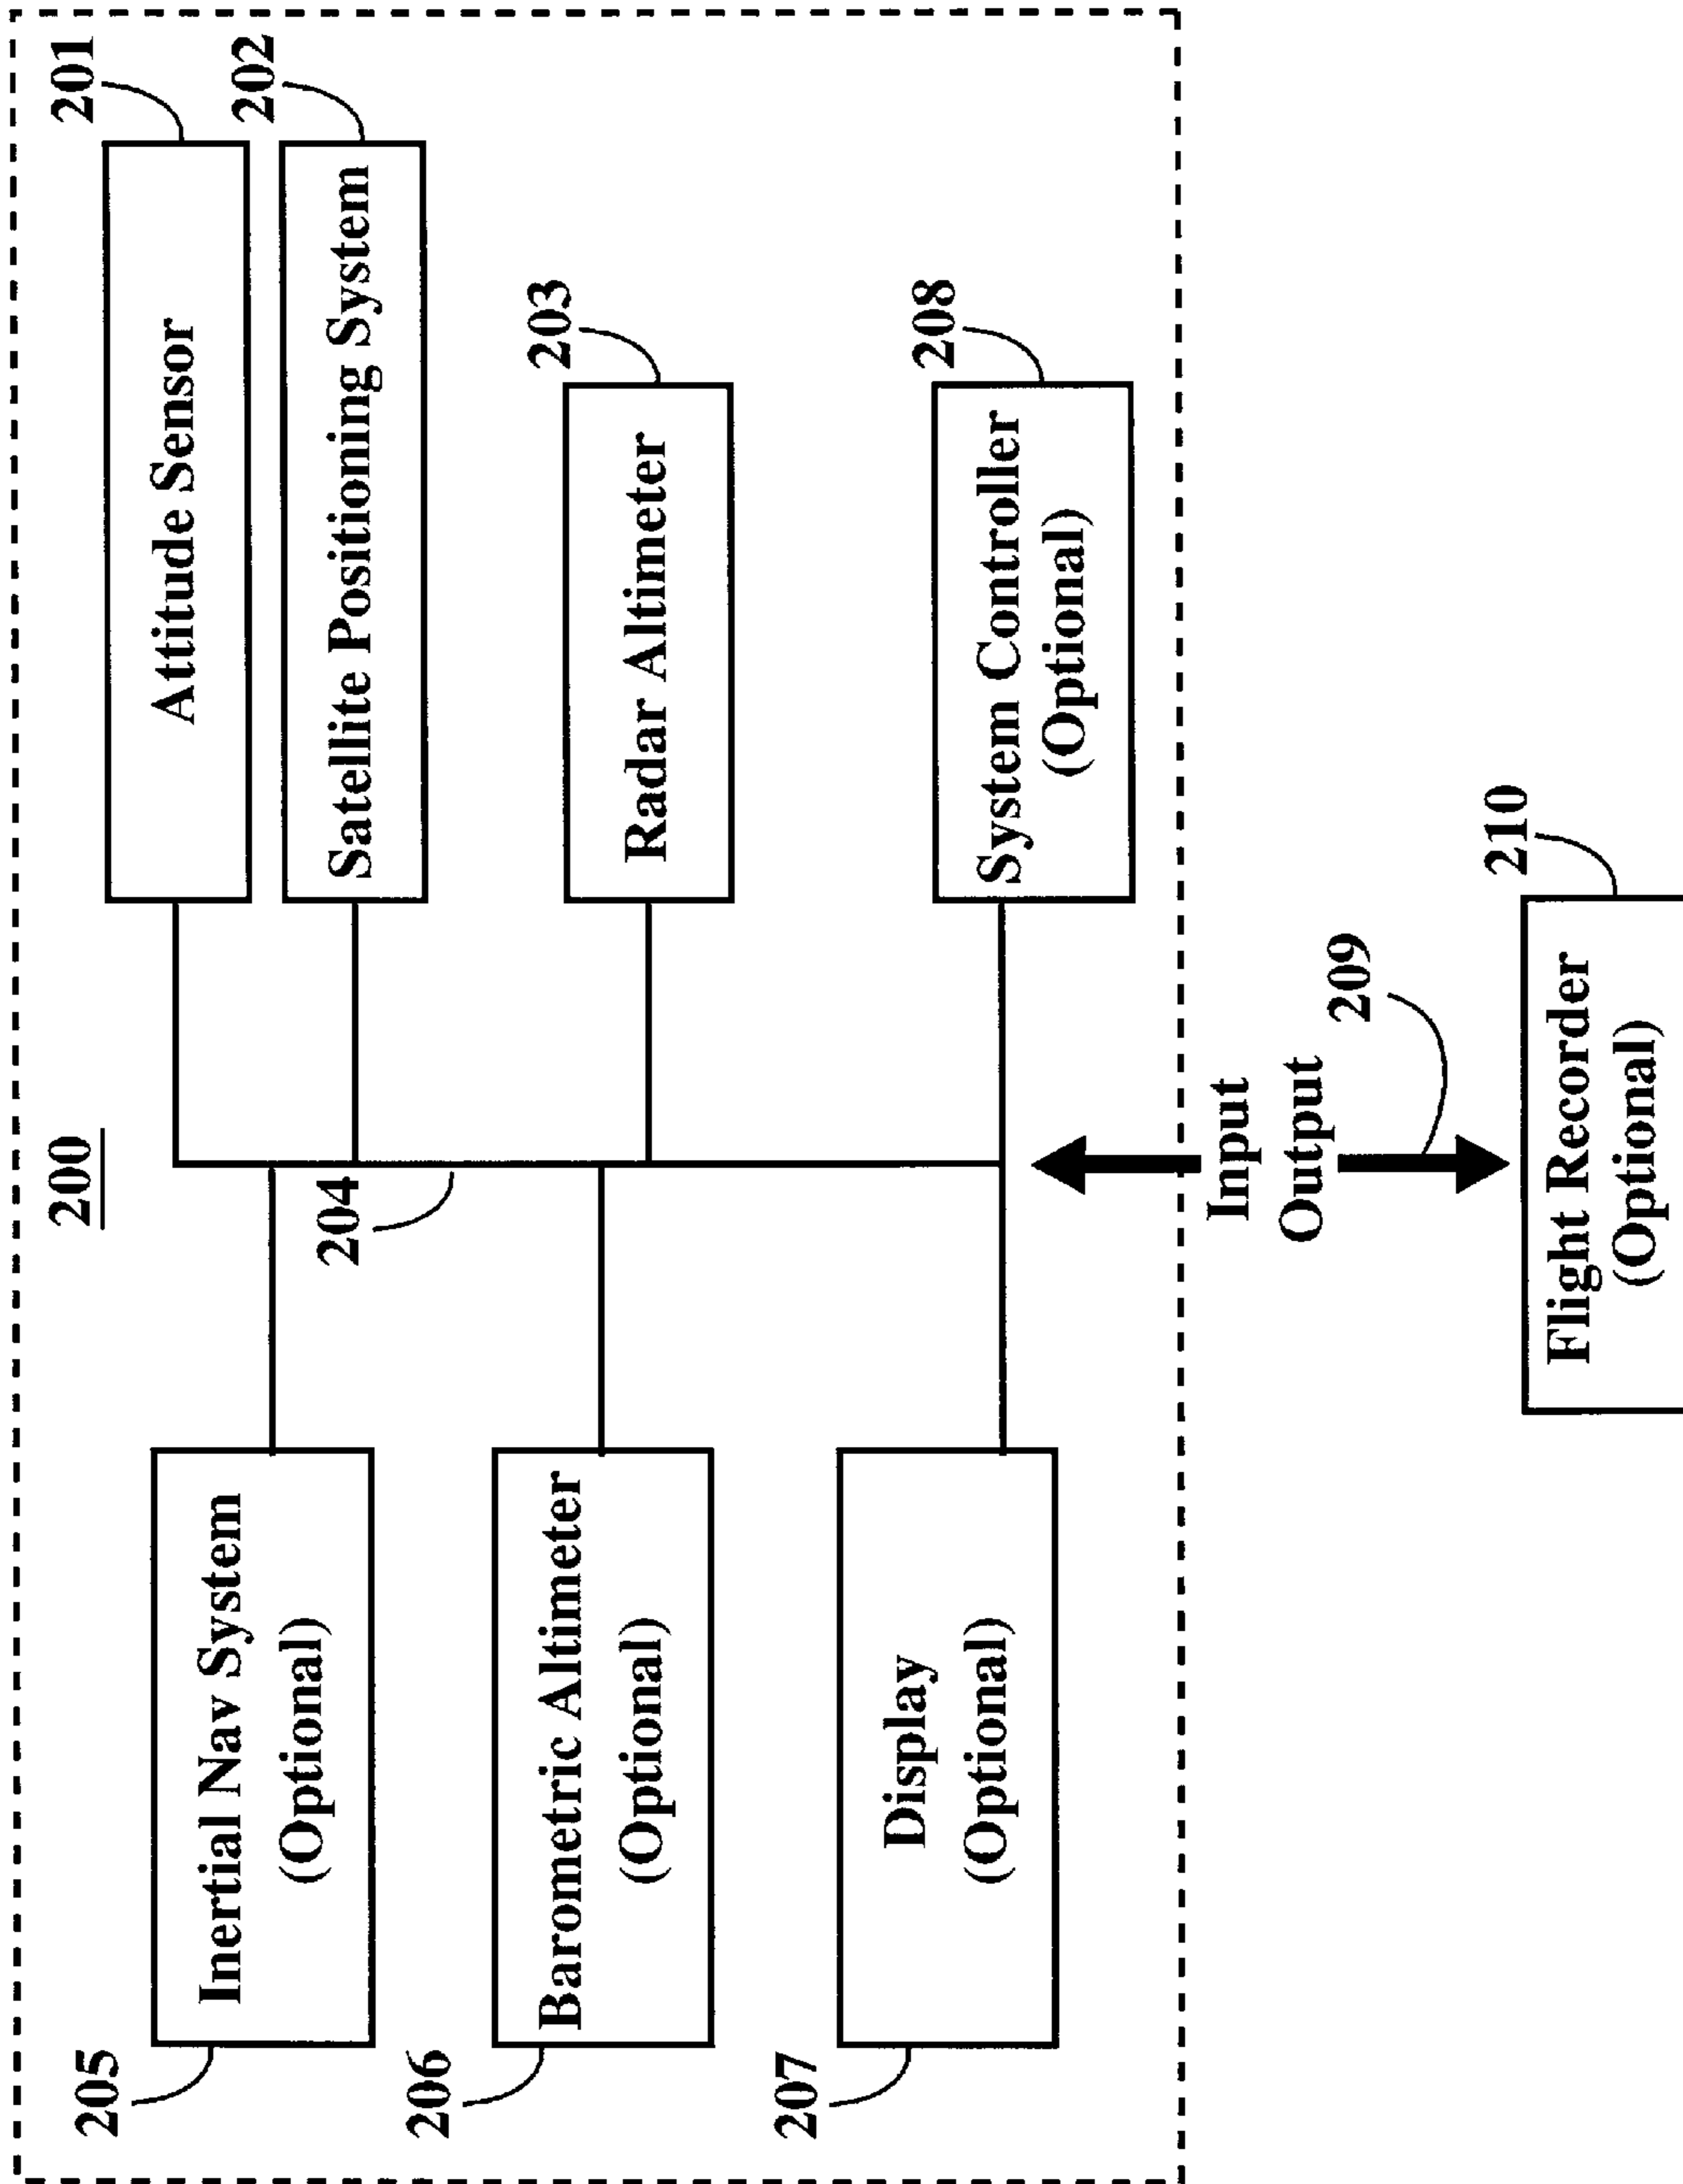 200
205
Inertial Nav System
(Optional)
201
Attitude Sensor
202
Satellite Positioning System
204
206
Barometric Altimeter
(Optional)
203
Radar Altimeter
207
Display
(Optional)
208
System Controller
(Optional)
Input
Output
209
210
Flight Recorder
(Optional)